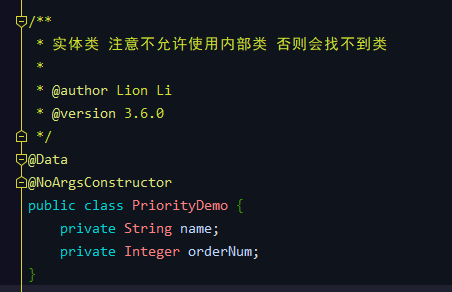 /**
 * 实体类 注意不允许使用内部类 否则会找不到类
 *
 * @author Lion Li
 * @version 3.6.0
 */
@Data
@NoArgsConstructor
public class PriorityDemo {
    private String name;
    private Integer orderNum;
}